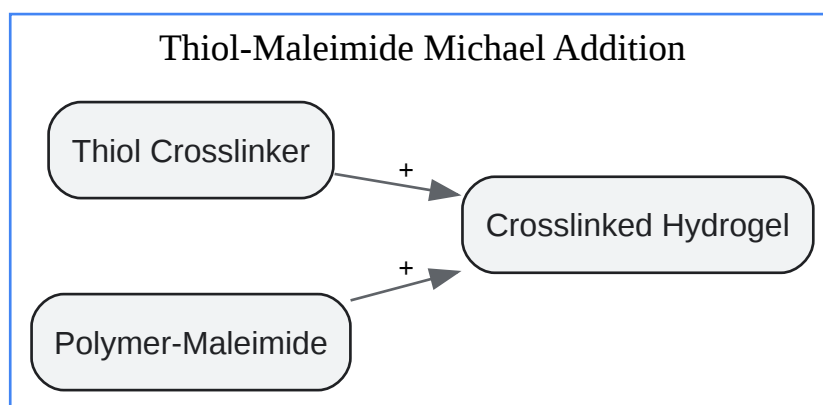 Thiol-Maleimide Michael Addition
Thiol Crosslinker
+
Crosslinked Hydrogel
+
Polymer-Maleimide